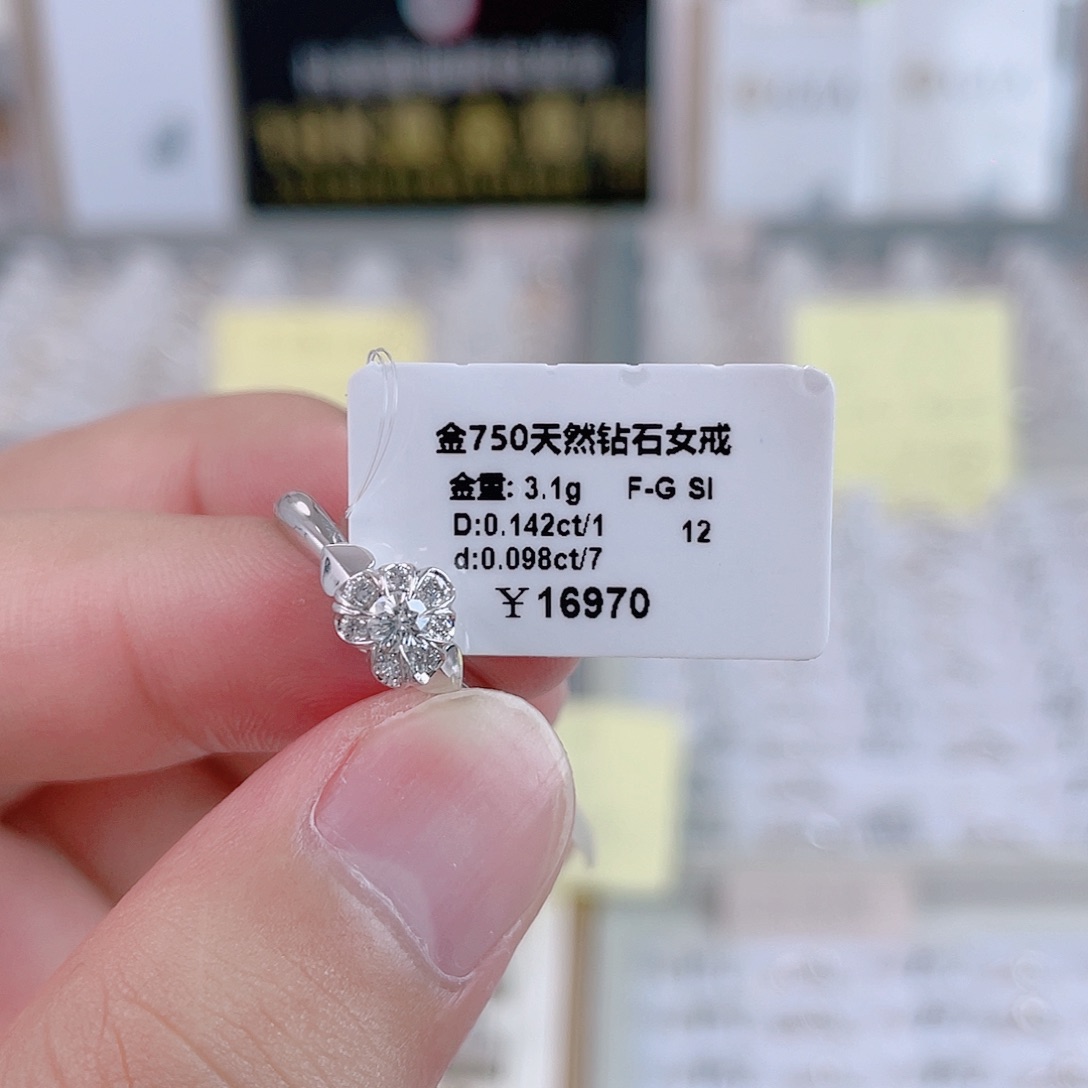 金750天然钻石女戒
金重: 3.1g F-G SI
D:0.142ct/1 12
d:0.098ct/7
￥16970